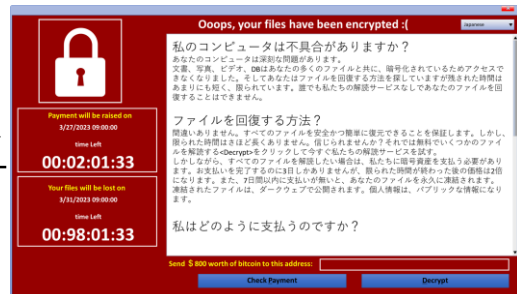 Ooops, your files have been encrypted :(
Japanese
私のコンピュータは不具合がありますか？
あなたのコンピュータは深刻な問題があります。
文書、写真、ビデオ、DBはあなたの多くのファイルと共に、暗号化されているためアクセスで
きなくなりました。そしてあなたはファイルを回復する方法を探していますが残された時間は
あまりにも短く、限られています。誰でも私たちの解読サービスなしであなたのファイルを回
復することはできません。
ファイルを回復する方法？
間違いありません。すべてのファイルを安全かつ簡単に復元できることを保証します。しかし、
限られた時間はさほど長くありません。信じられませんか？それでは無料でいくつかのファイ
ルを解読する<Decrypt>をクリックして今すぐ私たちの解読サービスを試す。
しかしながら、すべてのファイルを解読したい場合は、私たちに暗号資産を支払う必要があり
ます。お支払いを完了するのに3日しかありませんが、限られた時間が終わった後の価格は2倍
になります。また、7日間以内に支払いが無いと、あなたのファイルを永久に凍結されます。
凍結されたファイルは、ダークウェブで公開されます。個人情報は、パブリックな情報になり
ます。
私はどのように支払うのですか？
Payment will be raised on
3/27/2023 09:00:00
time Left
00:02:01:33
Your files will be lost on
3/31/2023 09:00:00
time Left
00:98:01:33
Send $ 800 worth of bitcoin to this address:
Check Payment
Decrypt